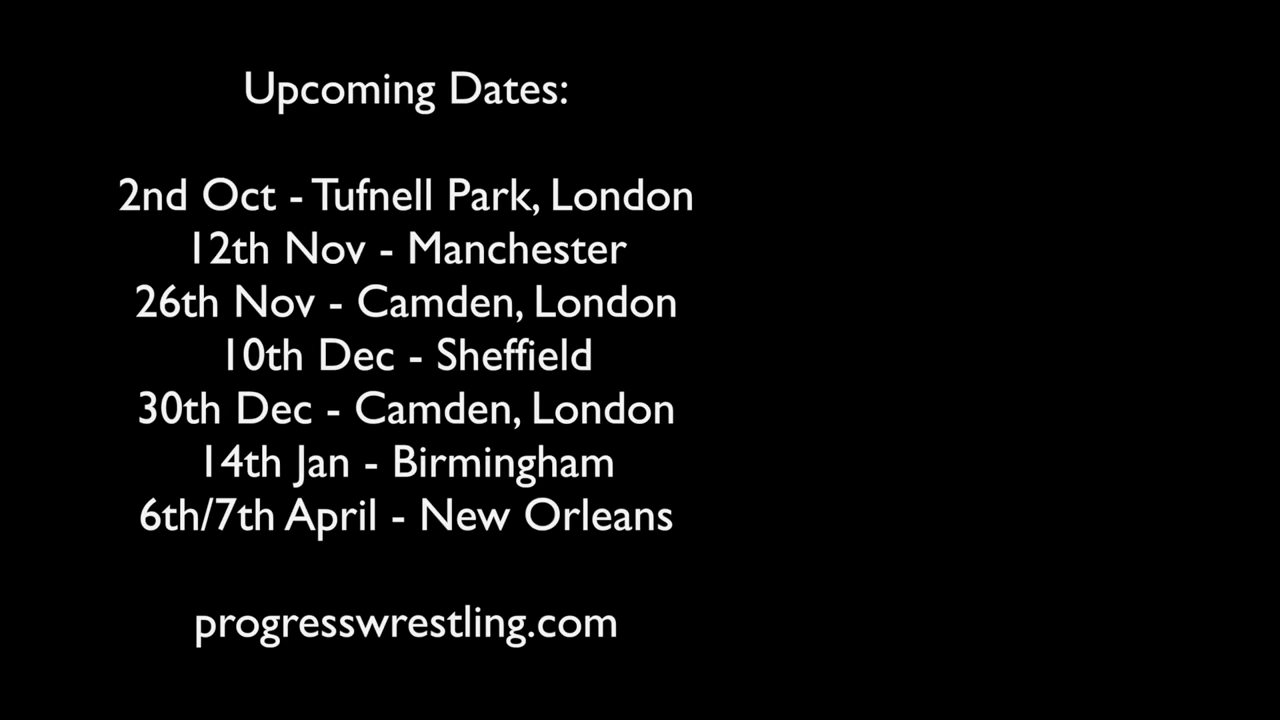 Upcoming Dates:
2nd Oct - Tufnell Park, London
12th Nov - Manchester
26th Nov - Camden, London
10th Dec - Sheffield
30th Dec - Camden, London
14th Jan - Birmingham
6th/7th April - New Orleans
progresswrestling.com